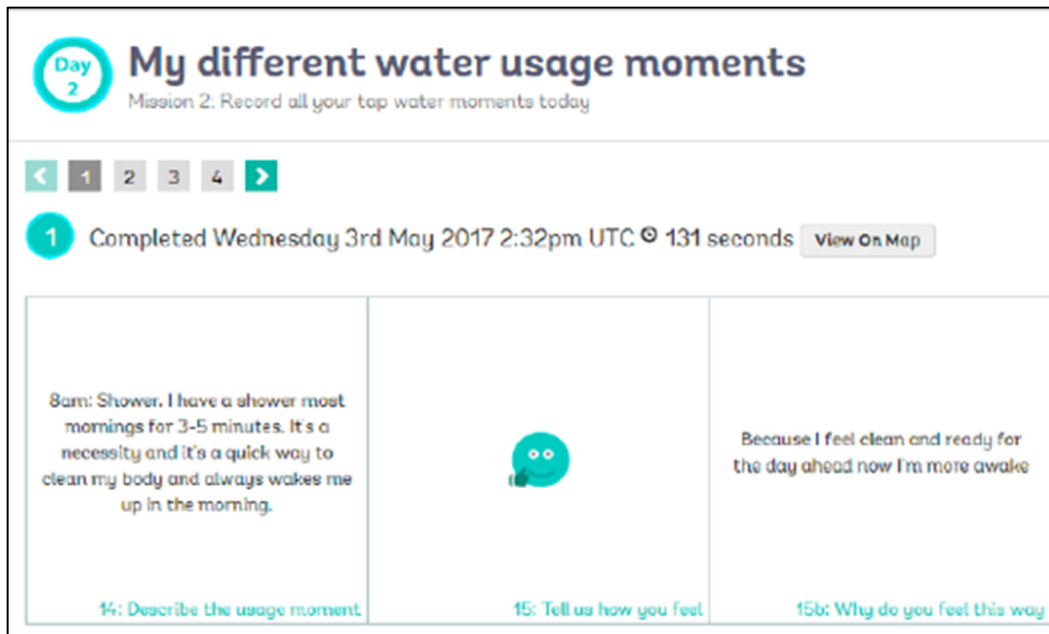 Day
2
My different water usage moments
Mission 2: Record all your tap water moments today
1 2 3 4
1 Completed Wednesday 3rd May 2017 2:32pm UTC 131 seconds View On Map
8am: Shower. I have a shower most
mornings for 3-5 minutes. It's a
necessity and it's a quick way to
clean my body and always wakes me
up in the morning.
14: Describe the usage moment
15: Tell us how you feel
Because I feel clean and ready for
the day ahead now I'm more awake
15b: Why do you feel this way